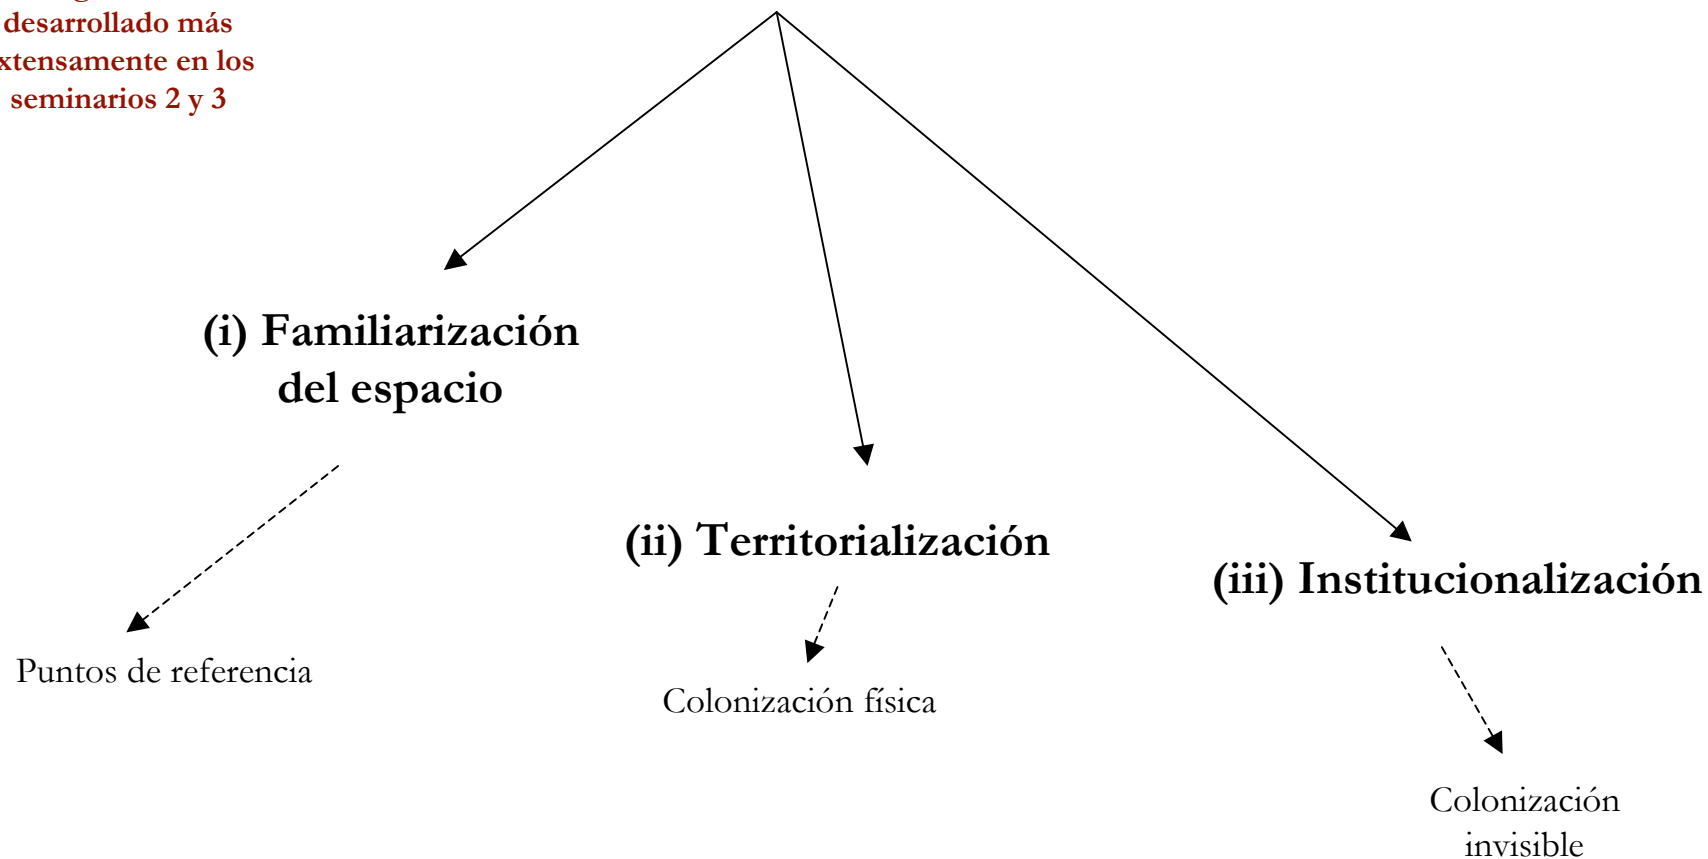 desarrollado más
xtensamente en los
seminarios 2 y 3
(i) Familiarización
del espacio
(ii) Territorialización
(iii) Institucionalización
Puntos de referencia
Colonización física
Colonización
invisible